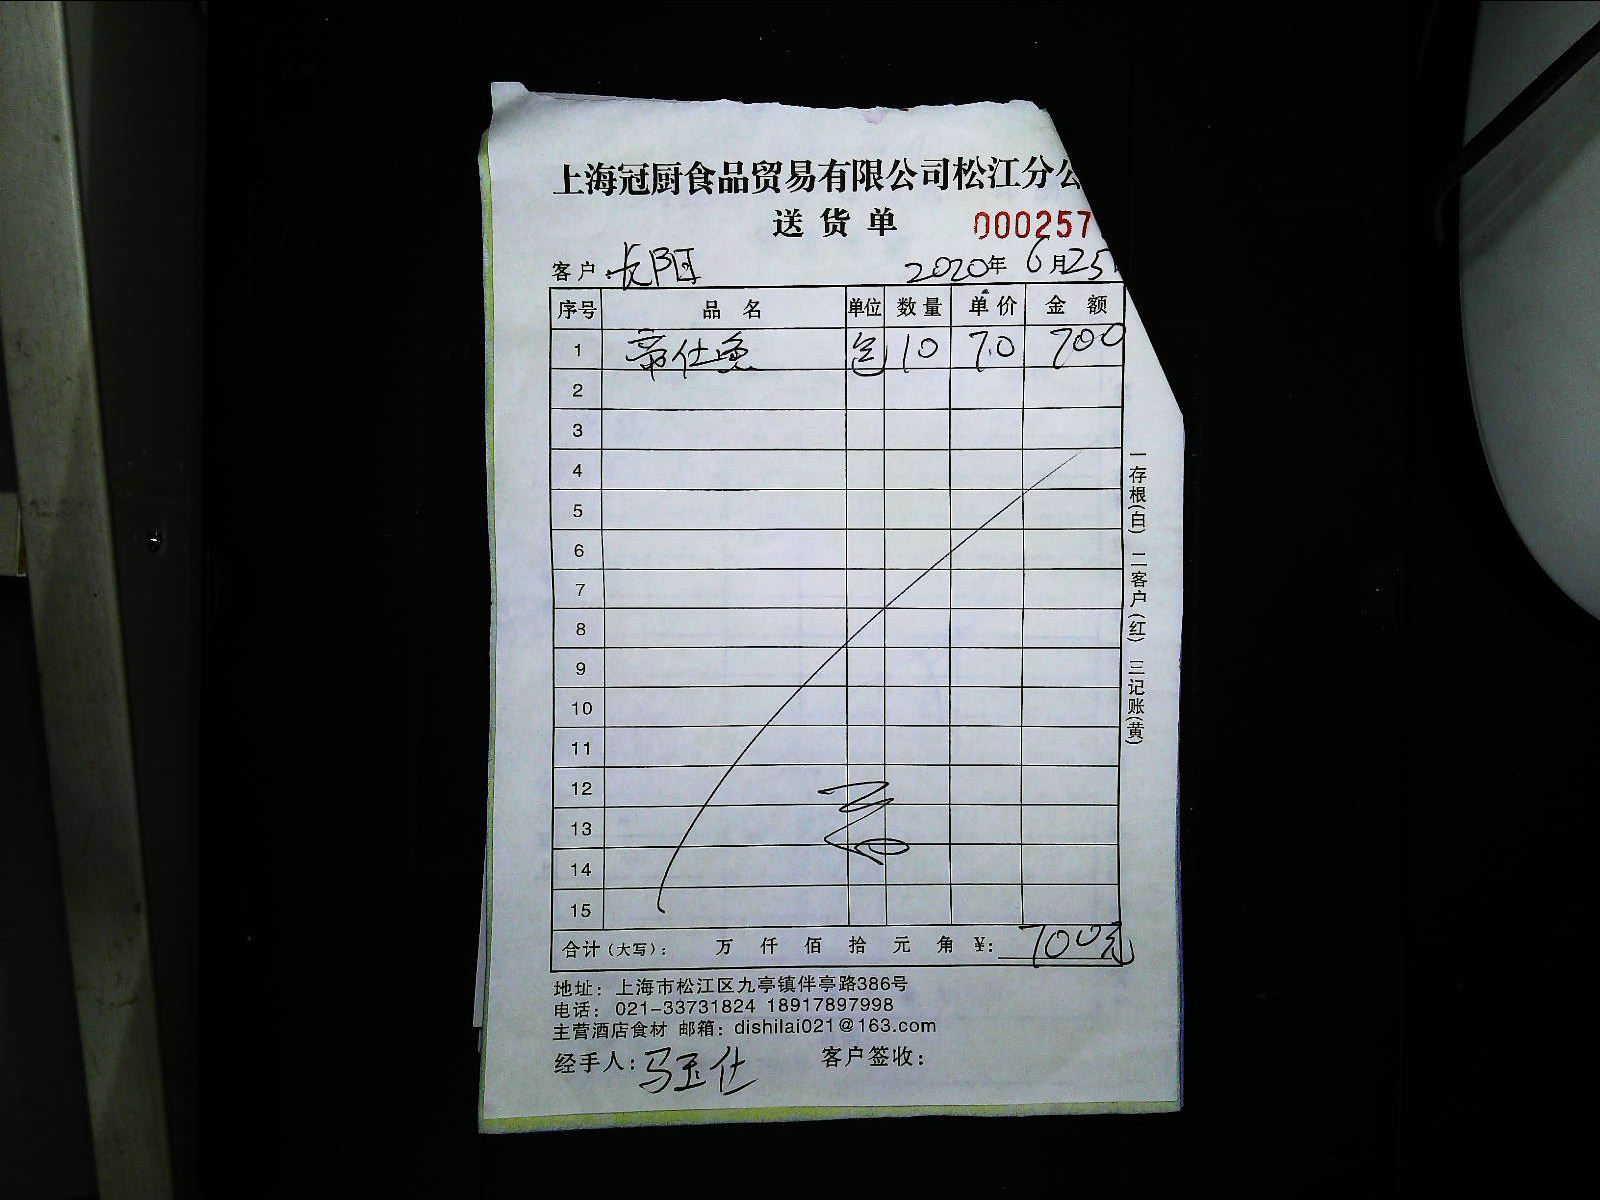 上海冠厨食品贸易有限公司松江分公
送货单 000257
客户:长阳 2020年 6月25
序号 品名 单位 数量 单价 金额
1 帝仕鱼 包 10 70 700
2
3
4
5
6
7
8
9
10
11
12
13
14
15
合计(大写): 万 仟 佰 拾 元 角 ¥: 700元
地址: 上海市松江区九亭镇伴亭路386号
电话: 021-33731824 18917897998
主营酒店食材 邮箱: dishilai021@163.com
经手人:马玉仕 客户签收:
一存根(白) 二客户(红) 三记账(黄)